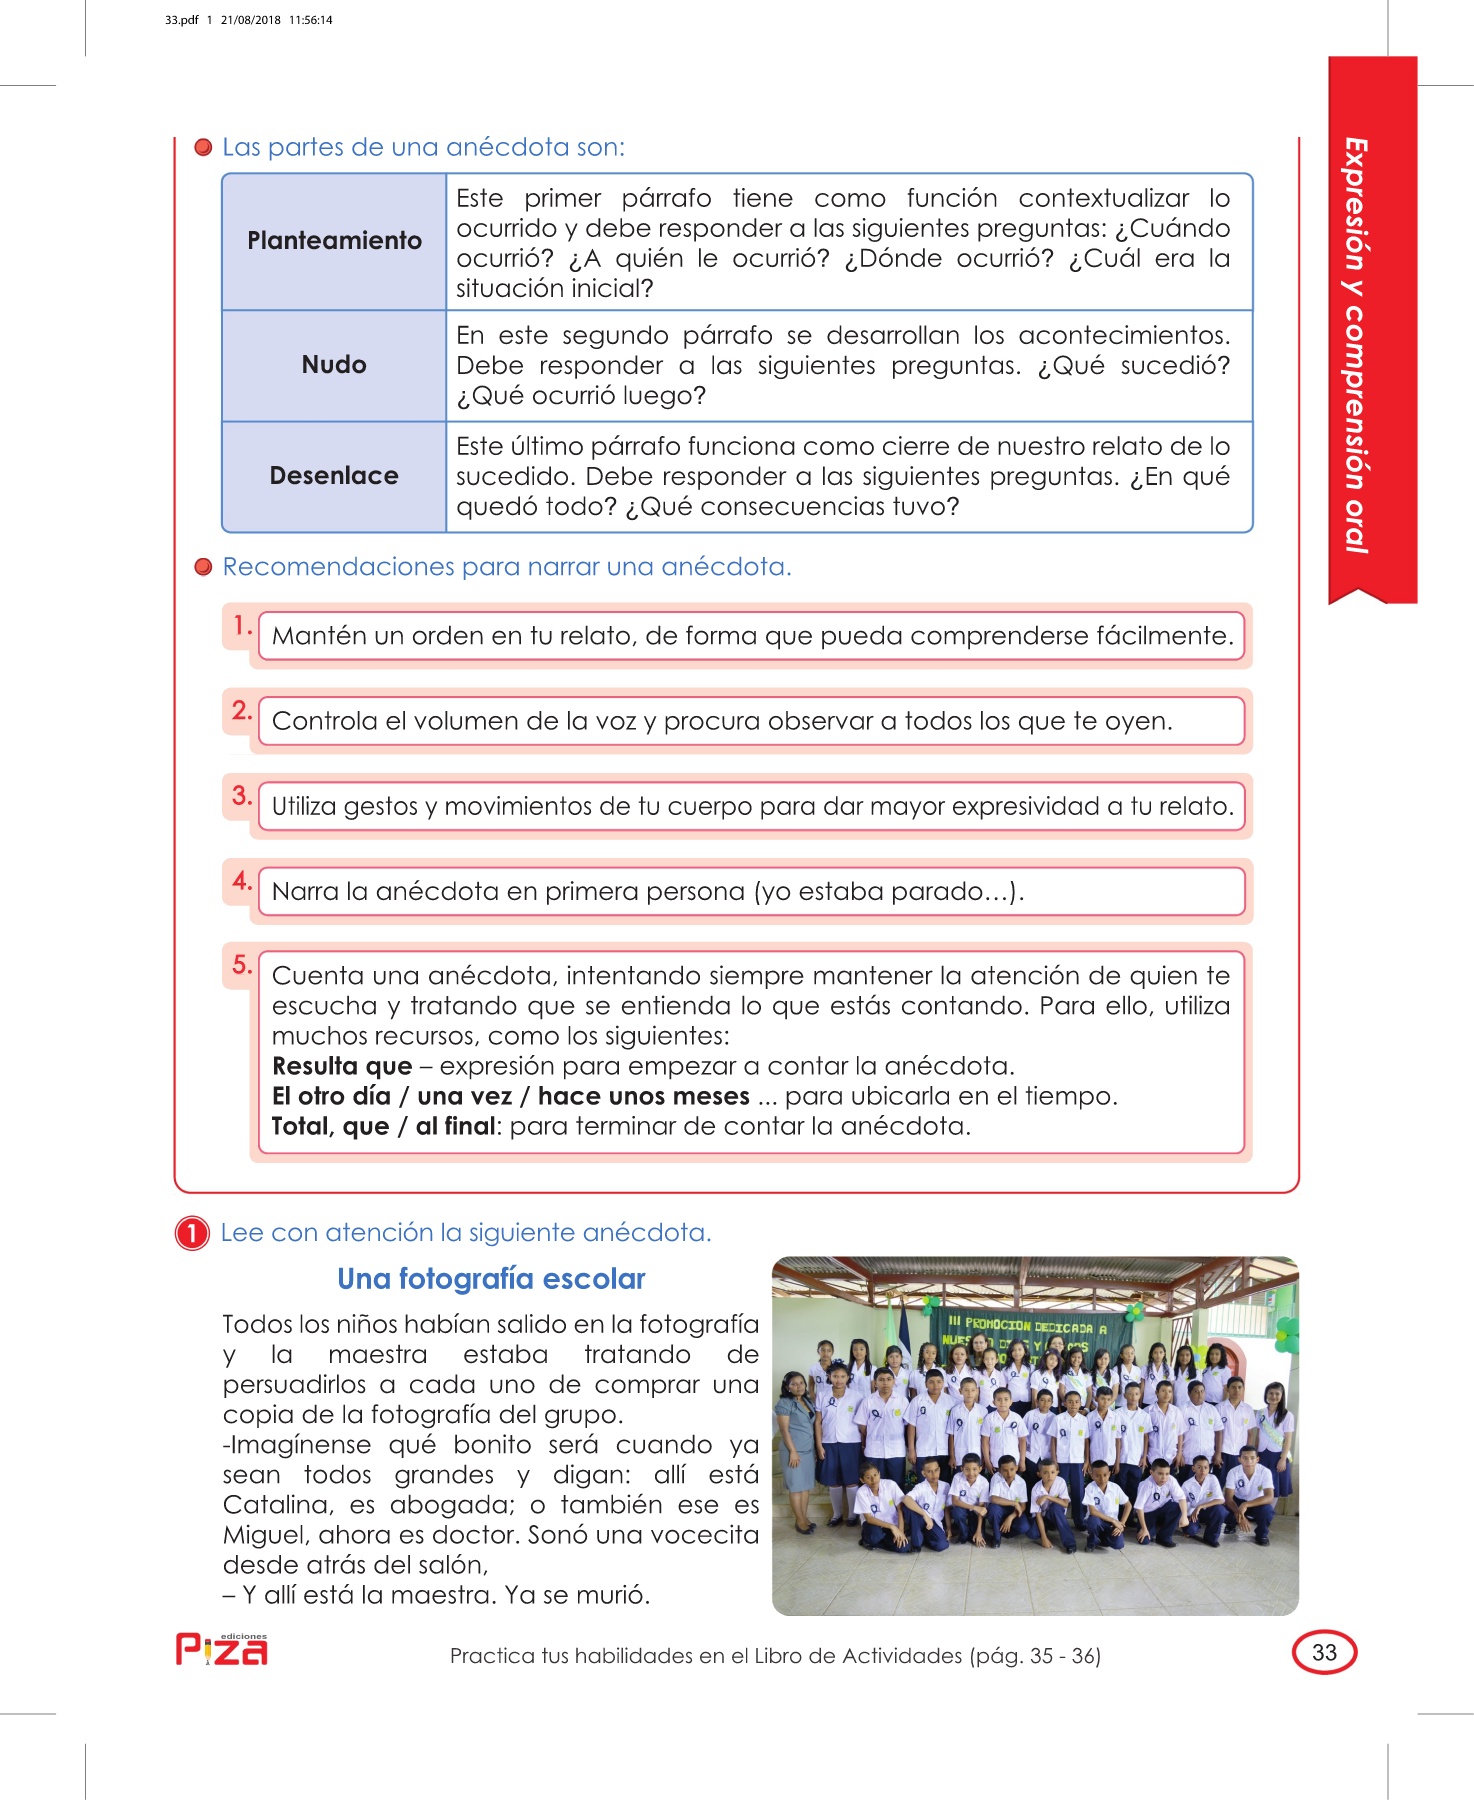 33.pdf 1 21/08/2018 11:56:14
Expresión y comprensión oral
Las partes de una anécdota son:
Planteamiento
Este primer párrafo tiene como función contextualizar lo
ocurrido y debe responder a las siguientes preguntas: ¿Cuándo
ocurrió? ¿A quién le ocurrió? ¿Dónde ocurrió? ¿Cuál era la
situación inicial?
Nudo
En este segundo párrafo se desarrollan los acontecimientos.
Debe responder a las siguientes preguntas. ¿Qué sucedió?
¿Qué ocurrió luego?
Desenlace
Este último párrafo funciona como cierre de nuestro relato de lo
sucedido. Debe responder a las siguientes preguntas. ¿En qué
quedó todo? ¿Qué consecuencias tuvo?
Recomendaciones para narrar una anécdota.
1. Mantén un orden en tu relato, de forma que pueda comprenderse fácilmente.
2. Controla el volumen de la voz y procura observar a todos los que te oyen.
3. Utiliza gestos y movimientos de tu cuerpo para dar mayor expresividad a tu relato.
4. Narra la anécdota en primera persona (yo estaba parado...).
5. Cuenta una anécdota, intentando siempre mantener la atención de quien te
escucha y tratando que se entienda lo que estás contando. Para ello, utiliza
muchos recursos, como los siguientes:
Resulta que – expresión para empezar a contar la anécdota.
El otro día / una vez / hace unos meses ... para ubicarla en el tiempo.
Total, que / al final: para terminar de contar la anécdota.
1 Lee con atención la siguiente anécdota.
Una fotografía escolar
Todos los niños habían salido en la fotografía
y la maestra estaba tratando de
persuadirlos a cada uno de comprar una
copia de la fotografía del grupo.
-Imagínense qué bonito será cuando ya
sean todos grandes y digan: allí está
Catalina, es abogada; o también ese es
Miguel, ahora es doctor. Sonó una vocecita
desde atrás del salón,
– Y allí está la maestra. Ya se murió.
III PROMOCION DEDICADA A
ediciones
Piza
Practica tus habilidades en el Libro de Actividades (pág. 35 - 36)
33